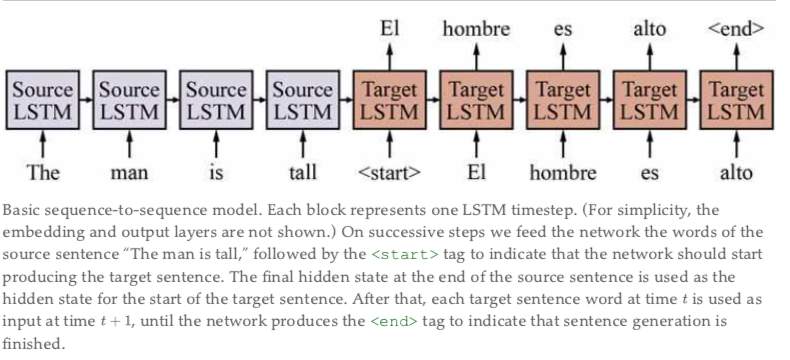 El hombre es alto <end>
Source Source Source Source Target Target Target Target Target
LSTM LSTM LSTM LSTM LSTM LSTM LSTM LSTM LSTM
The man is tall <start> El hombre es alto
Basic sequence-to-sequence model. Each block represents one LSTM timestep. (For simplicity, the
embedding and output layers are not shown.) On successive steps we feed the network the words of the
source sentence “The man is tall,” followed by the <start> tag to indicate that the network should start
producing the target sentence. The final hidden state at the end of the source sentence is used as the
hidden state for the start of the target sentence. After that, each target sentence word at time t is used as
input at time t + 1, until the network produces the <end> tag to indicate that sentence generation is
finished.